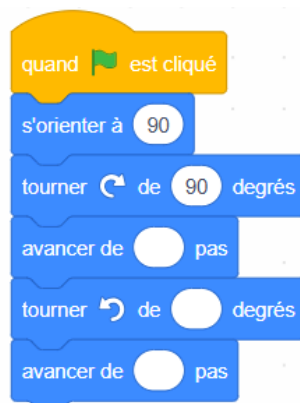 quand est cliqué
s'orienter à 90
tourner de 90 degrés
avancer de pas
tourner de degrés
avancer de pas